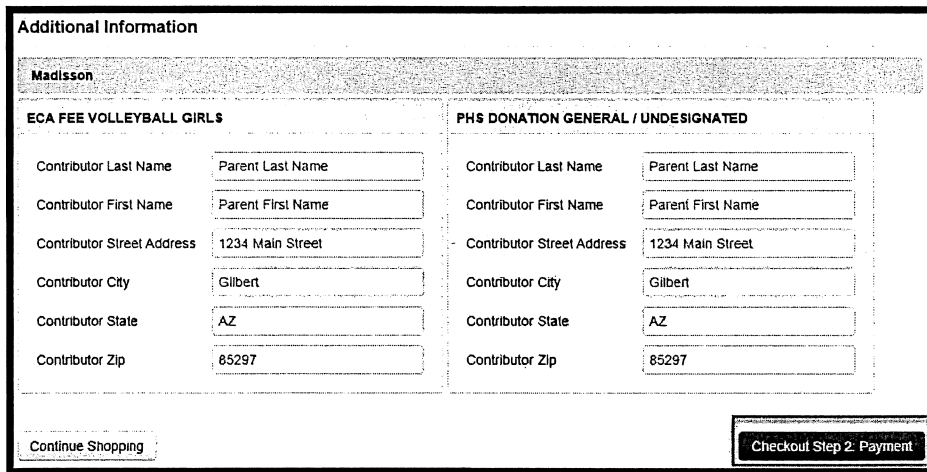 Additional Information
Madisson
ECA FEE VOLLEYBALL GIRLS
Contributor Last Name Parent Last Name
Contributor First Name Parent First Name
Contributor Street Address 1234 Main Street
Contributor City Gilbert
Contributor State AZ
Contributor Zip 85297
PHS DONATION GENERAL / UNDESIGNATED
Contributor Last Name Parent Last Name
Contributor First Name Parent First Name
Contributor Street Address 1234 Main Street
Contributor City Gilbert
Contributor State AZ
Contributor Zip 85297
Continue Shopping
Checkout Step 2: Payment